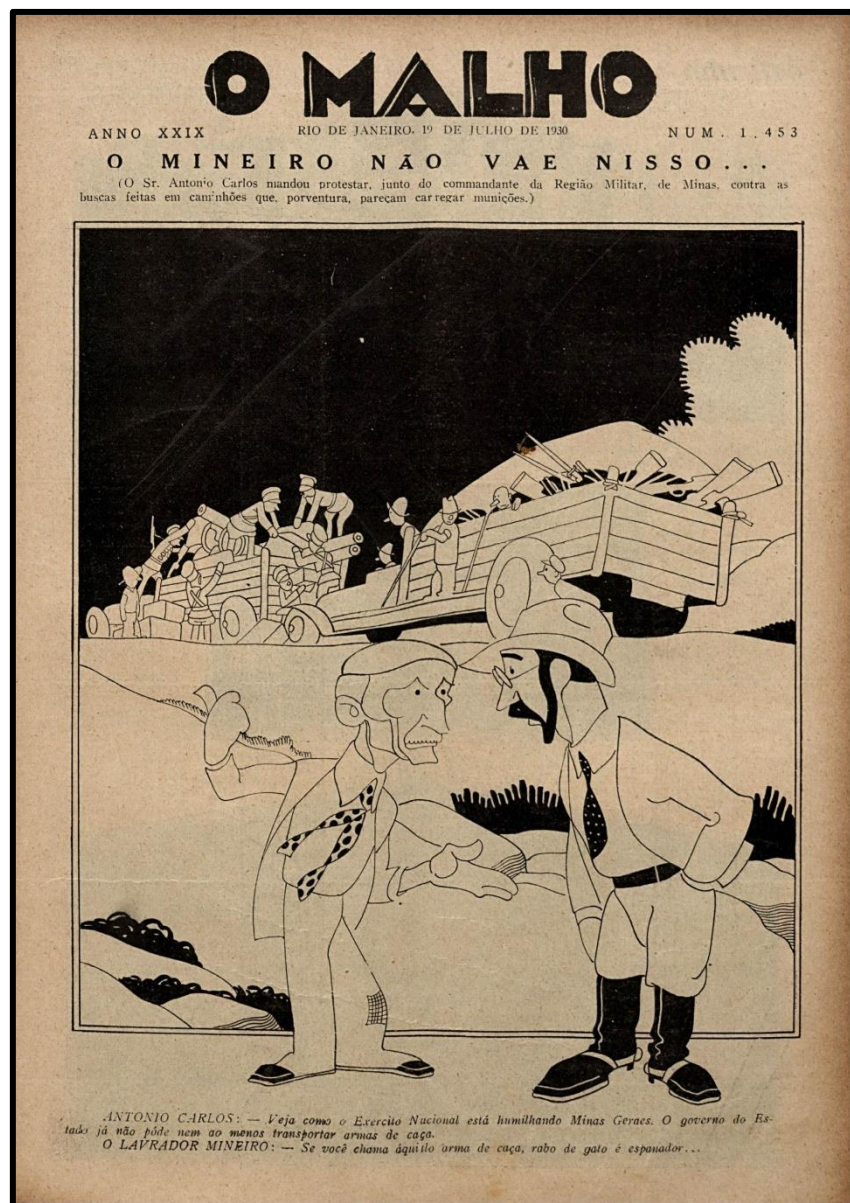 O MALHO
ANNO XXIX
RIO DE JANEIRO, 19 DE JULHO DE 1930
NUM. 1.453
O MINEIRO NÃO VAE NISSO...
(O Sr. Antonio Carlos mandou protestar, junto do commandante da Região Militar, de Minas, contra as
buscas feitas em caminhões que, porventura, pareçam carregar munições.)
ANTONIO CARLOS: — Veja como o Exercito Nacional está humilhando Minas Geraes. O governo do Es-
tado já não póde nem ao menos transportar armas de caça.
O LAVRADOR MINEIRO: — Se você chama áquillo arma de caça, rabo de gato é espanador...